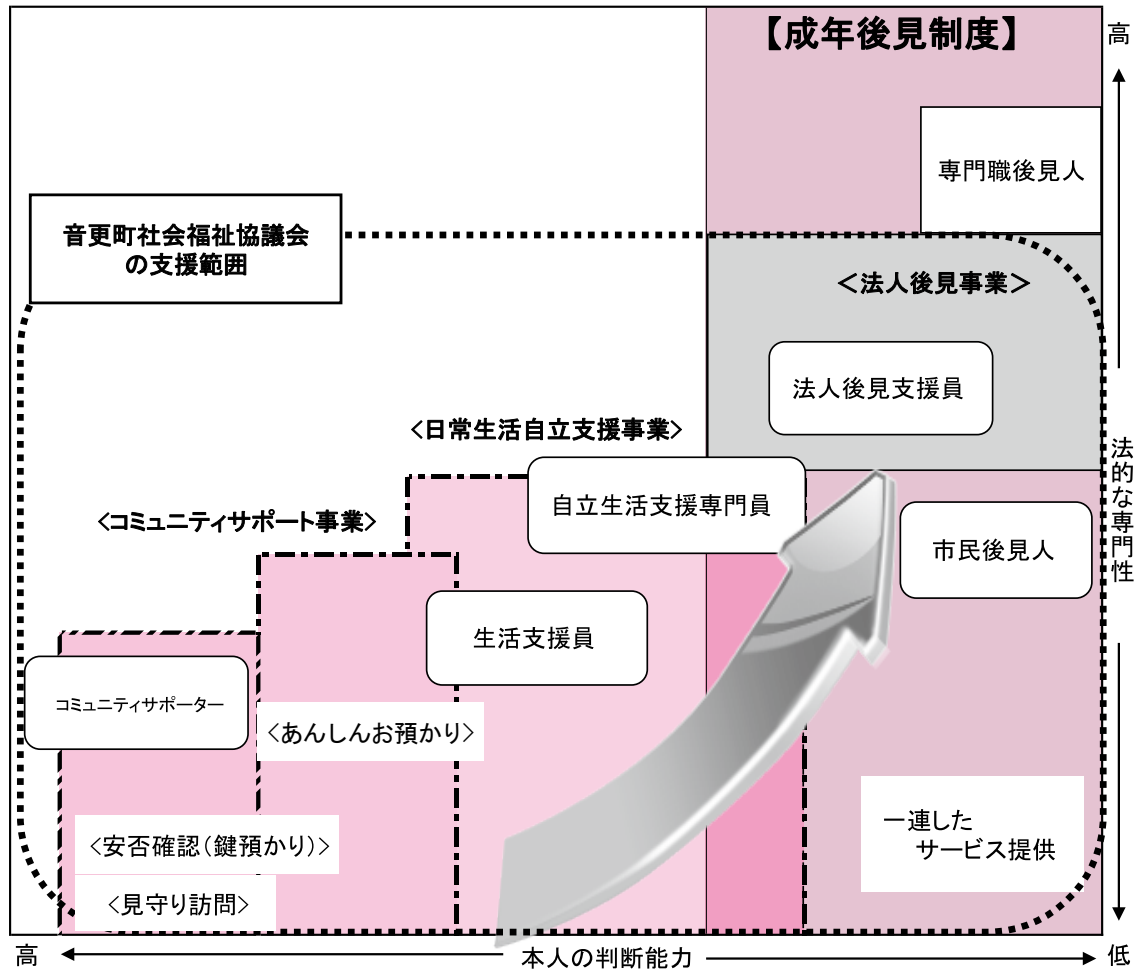 【成年後見制度】
高
専門職後見人
音更町社会福祉協議会
の支援範囲
＜法人後見事業＞
法人後見支援員
<日常生活自立支援事業>
法的な専門性
自立生活支援専門員
<コミュニティサポート事業>
市民後見人
生活支援員
コミュニティサポーター
<あんしんお預かり>
一連した
サービス提供
<安否確認(鍵預かり)>
<見守り訪問>
高
本人の判断能力
低